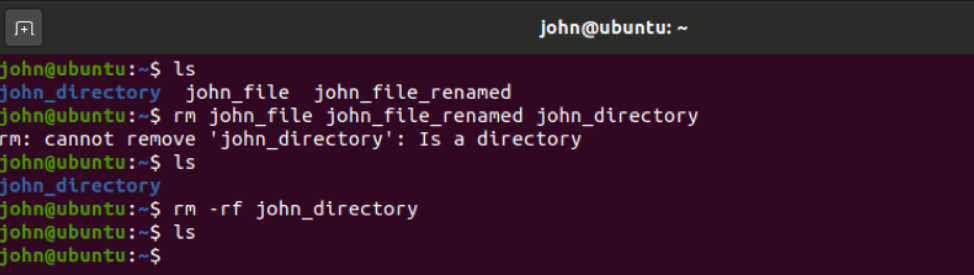 john@ubuntu: ~
john@ubuntu:~$ ls
john_directory  john_file  john_file_renamed
john@ubuntu:~$ rm john_file john_file_renamed john_directory
rm: cannot remove 'john_directory': Is a directory
john@ubuntu:~$ ls
john_directory
john@ubuntu:~$ rm -rf john_directory
john@ubuntu:~$ ls
john@ubuntu:~$